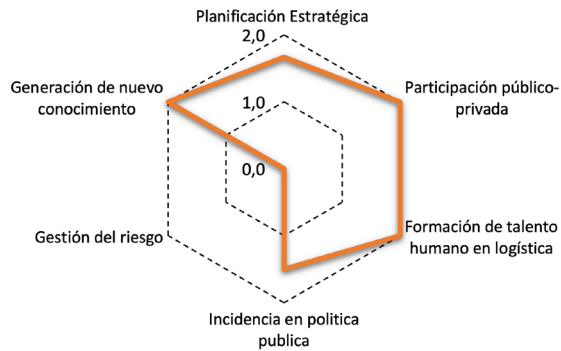 Planificación Estratégica
2,0
Generación de nuevo
conocimiento
Participación público-
privada
1,0
0,0
Gestión del riesgo
Formación de talento
humano en logística
Incidencia en politica
publica